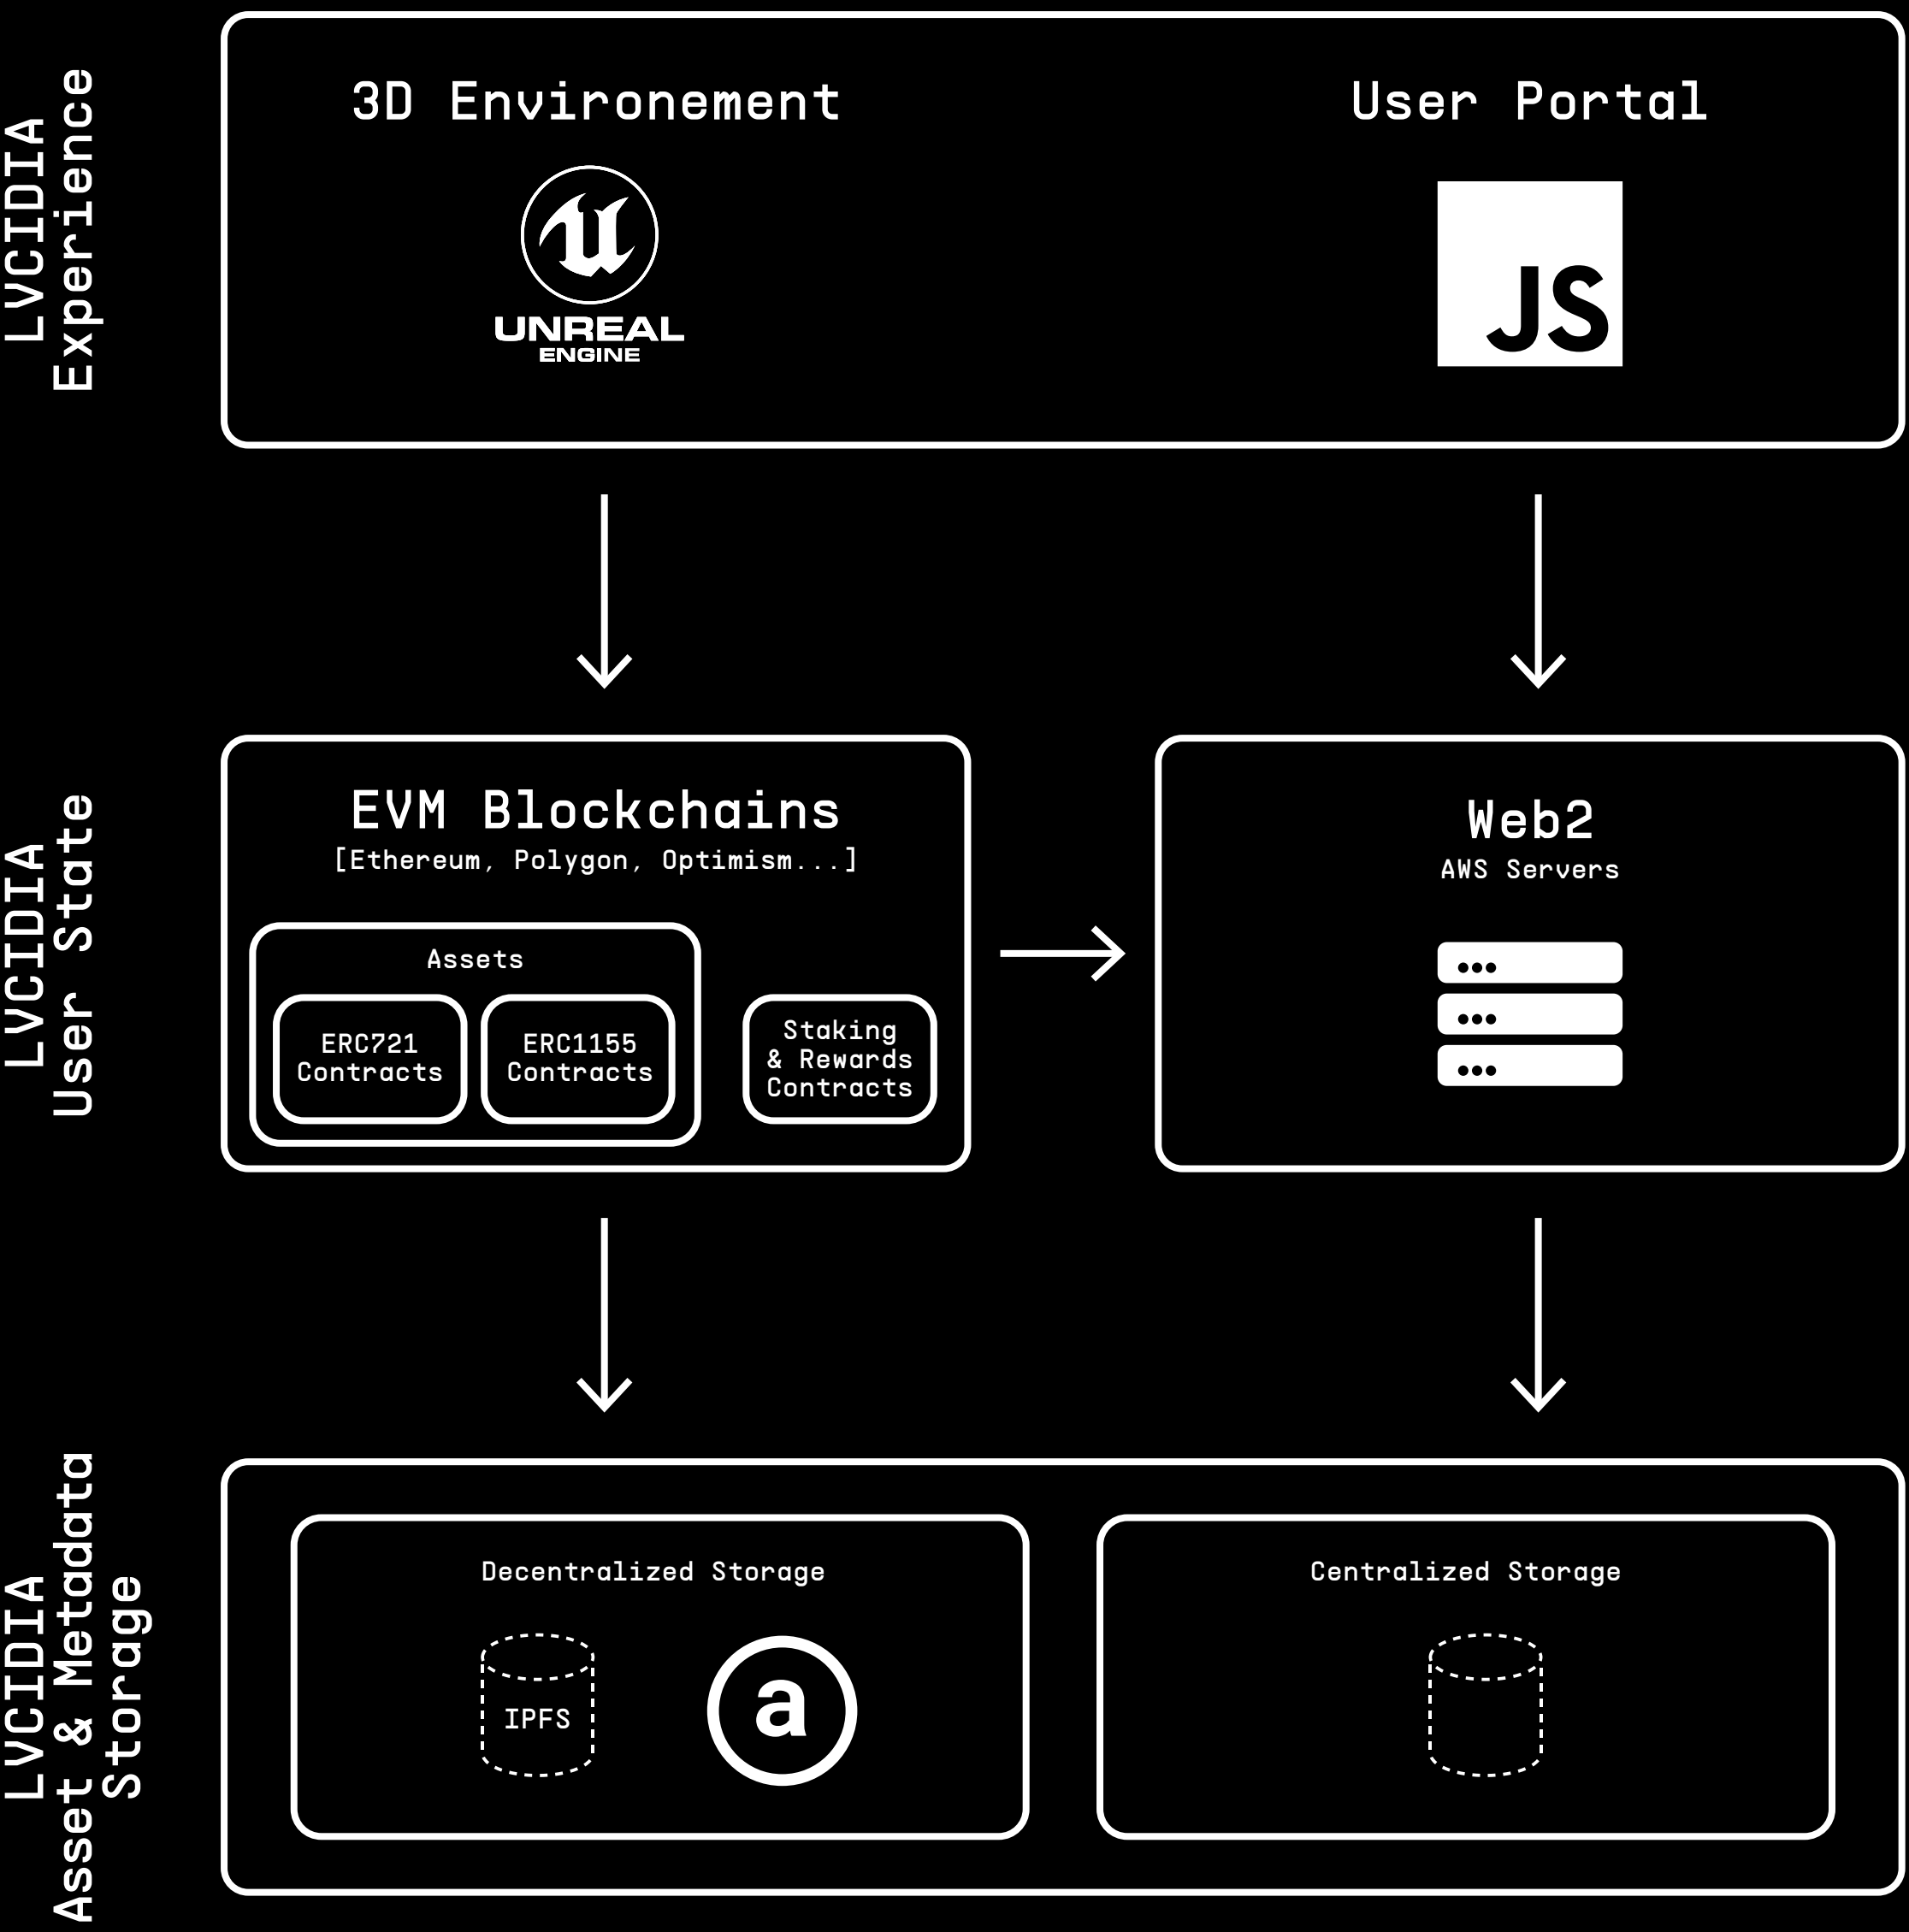 LVCIDIA
Experience
3D Environement
User Portal
UNREAL
ENGINE
JS
LVCIDIA
User State
EVM Blockchains
[Ethereum, Polygon, Optimism...]
Assets
ERC721
Contracts
ERC1155
Contracts
Staking
& Rewards
Contracts
Web2
AWS Servers
LVCIDIA
Asset & Metadata
Storage
Decentralized Storage
IPFS
a
Centralized Storage